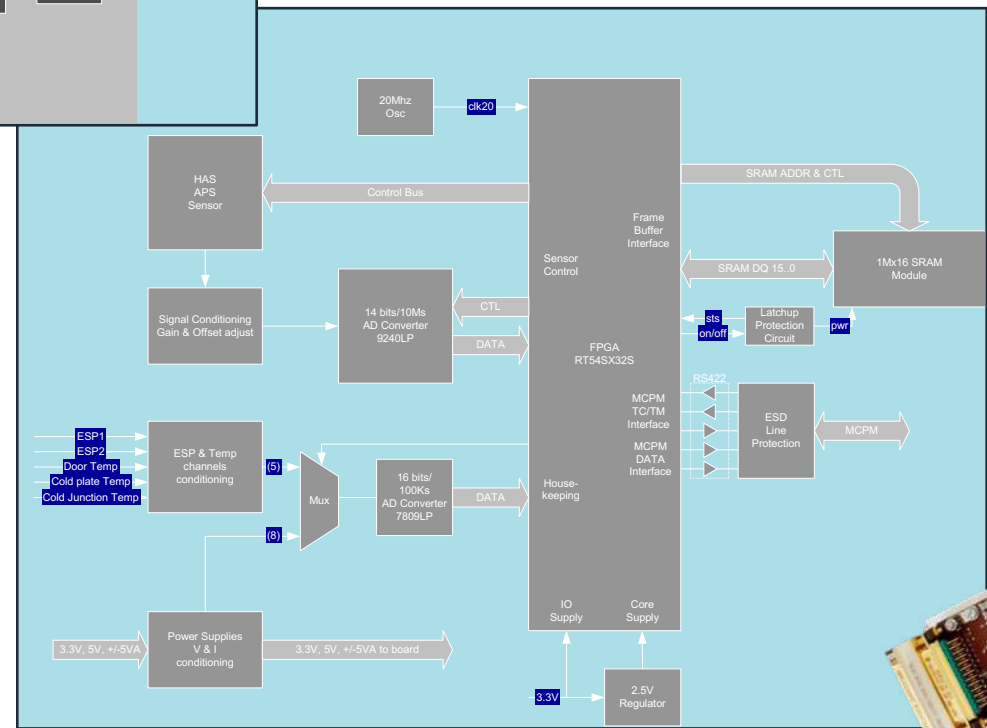 20Mhz
Osc
clk20
HAS
APS
Sensor
Control Bus
SRAM ADDR & CTL
Frame
Buffer
Interface
Sensor
Control
SRAM DQ 15..0
1Mx16 SRAM
Module
Signal Conditioning
Gain & Offset adjust
14 bits/10Ms
AD Converter
9240LP
CTL
DATA
sts
on/off
Latchup
Protection
Circuit
pwr
FPGA
RT54SX32S
RS422
MCPM
TC/TM
Interface
MCPM
DATA
Interface
ESD
Line
Protection
MCPM
ESP1
ESP2
Door Temp
Cold plate Temp
Cold Junction Temp
ESP & Temp
channels
conditioning
(5)
(8)
Mux
16 bits/
100Ks
AD Converter
7809LP
DATA
House-
keeping
IO
Supply
Core
Supply
3.3V, 5V, +/-5VA
Power Supplies
V & I
conditioning
3.3V, 5V, +/-5VA to board
3.3V
2.5V
Regulator